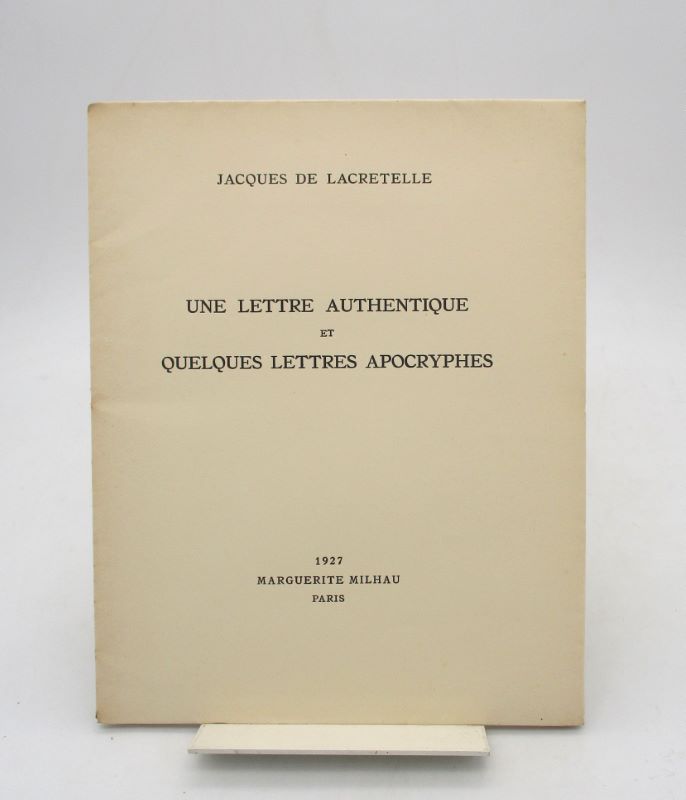 JACQUES DE LACRETELLE
UNE LETTRE AUTHENTIQUE
ET
QUELQUES LETTRES APOCRYPHES
1927
MARGUERITE MILHAU
PARIS